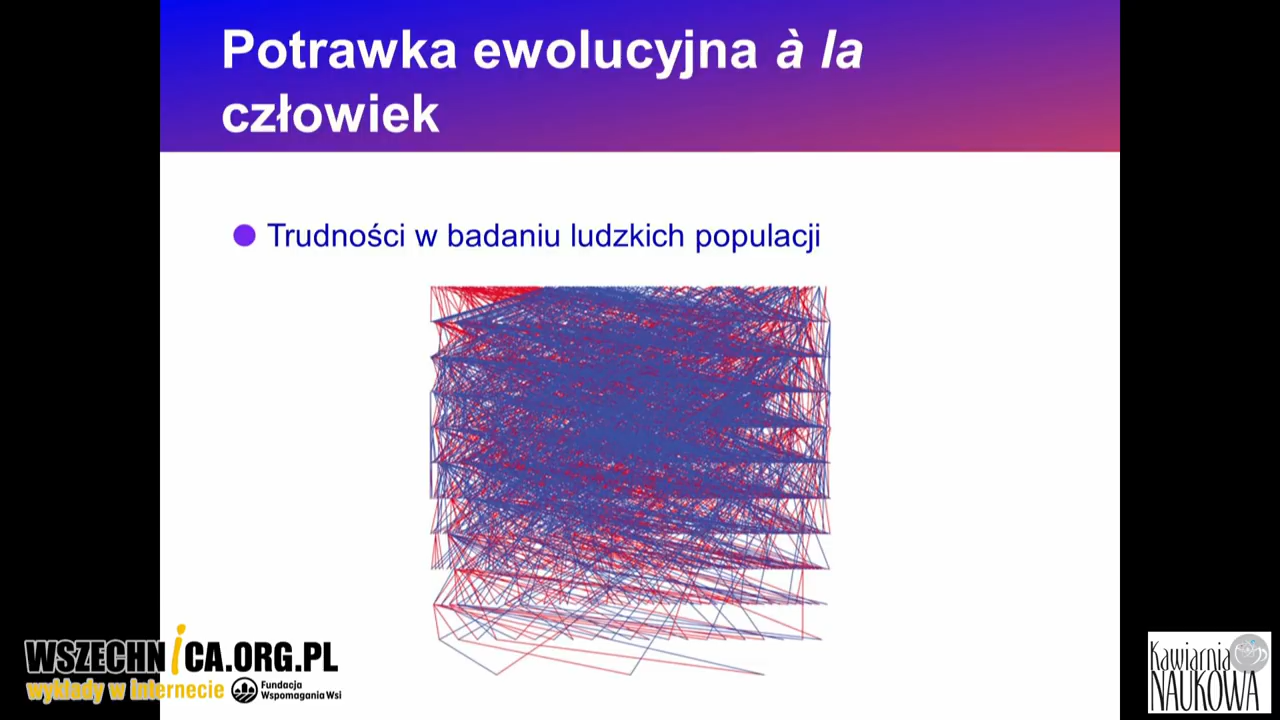 Potrawka ewolucyjna à la
człowiek
Trudności w badaniu ludzkich populacji
WSZECHNiCA.ORG.PL
wykłady w internecie
Fundacja
Wspomagania Wsi
Kawiarnia
NAUKOWA